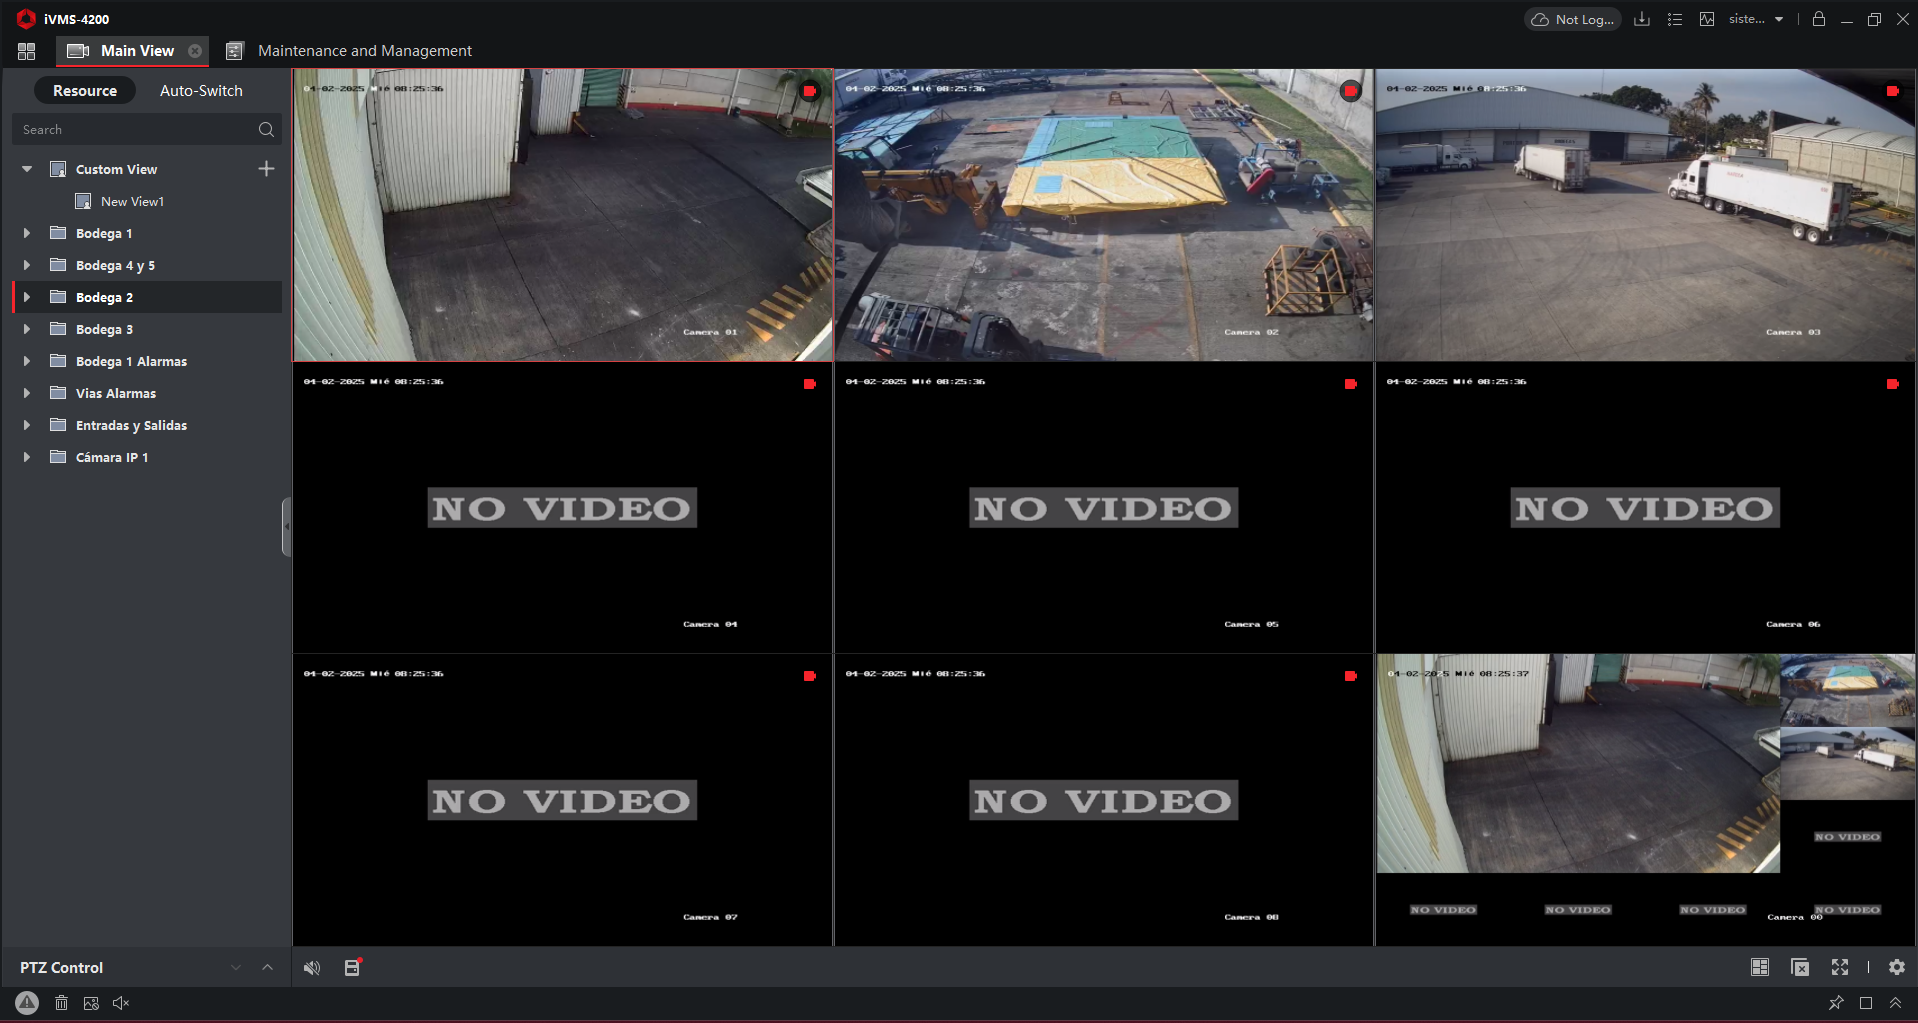 iVMS-4200
Not Log...
siste...
Main View
Maintenance and Management
Resource
Auto-Switch
Search
Custom View
New View1
Bodega 1
Bodega 4 y 5
Bodega 2
Bodega 3
Bodega 1 Alarmas
Vias Alarmas
Entradas y Salidas
Cámara IP 1
PTZ Control
04-02-2025 Mié 08:25:36
Camera 01
04-02-2025 Mié 08:25:36
Camera 02
04-02-2025 Mié 08:25:36
Camera 03
04-02-2025 Mié 08:25:36
NO VIDEO
Camera 04
04-02-2025 Mié 08:25:36
NO VIDEO
Camera 05
04-02-2025 Mié 08:25:36
NO VIDEO
Camera 06
04-02-2025 Mié 08:25:36
NO VIDEO
Camera 07
04-02-2025 Mié 08:25:36
NO VIDEO
Camera 08
04-02-2025 Mié 08:25:37
NO VIDEO
NO VIDEO
NO VIDEO
NO VIDEO
NO VIDEO
Camera 00